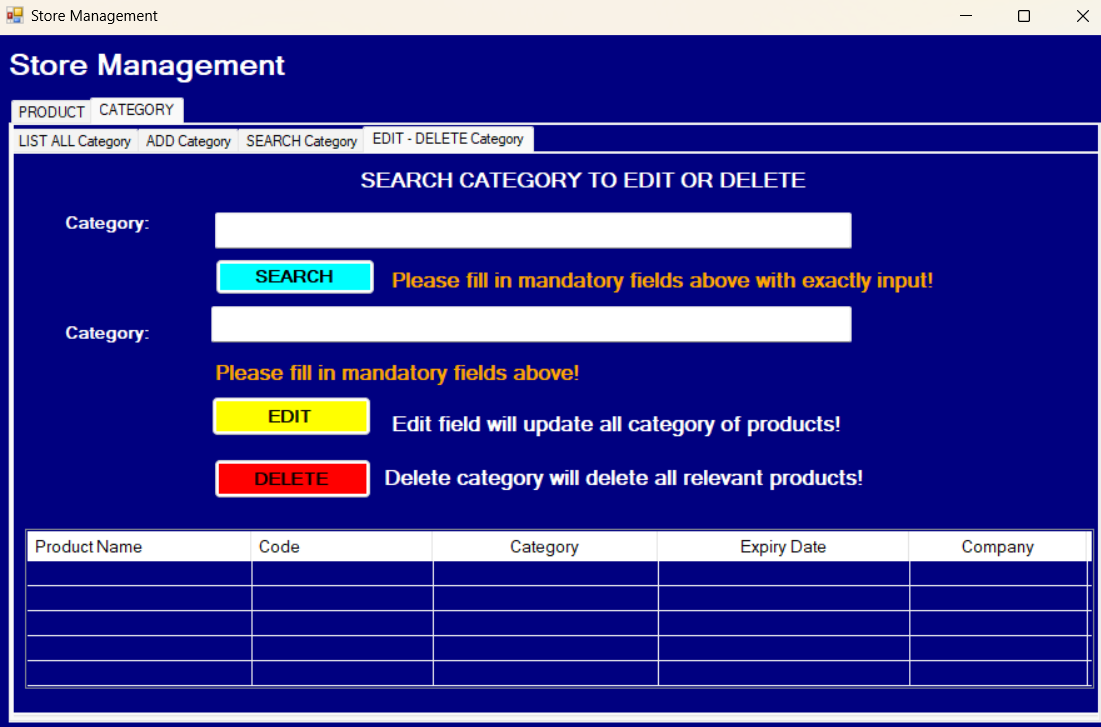 Store Management
Store Management
PRODUCT CATEGORY
LIST ALL Category ADD Category SEARCH Category EDIT - DELETE Category
SEARCH CATEGORY TO EDIT OR DELETE
Category:
SEARCH Please fill in mandatory fields above with exactly input!
Category:
Please fill in mandatory fields above!
EDIT Edit field will update all category of products!
DELETE Delete category will delete all relevant products!
Product Name Code Category Expiry Date Company